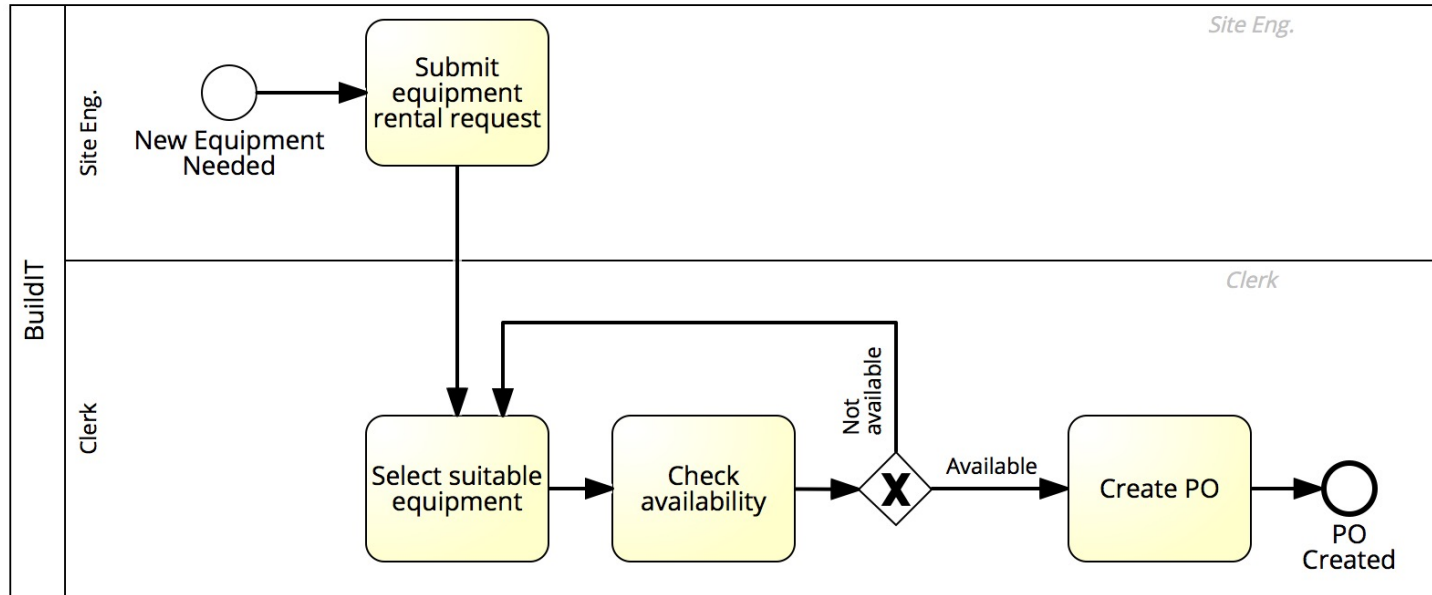 BuildIT
Site Eng.
Site Eng.
New Equipment
Needed
Submit
equipment
rental request
Clerk
Clerk
Select suitable
equipment
Check
availability
X
Not
available
Available
Create PO
PO
Created